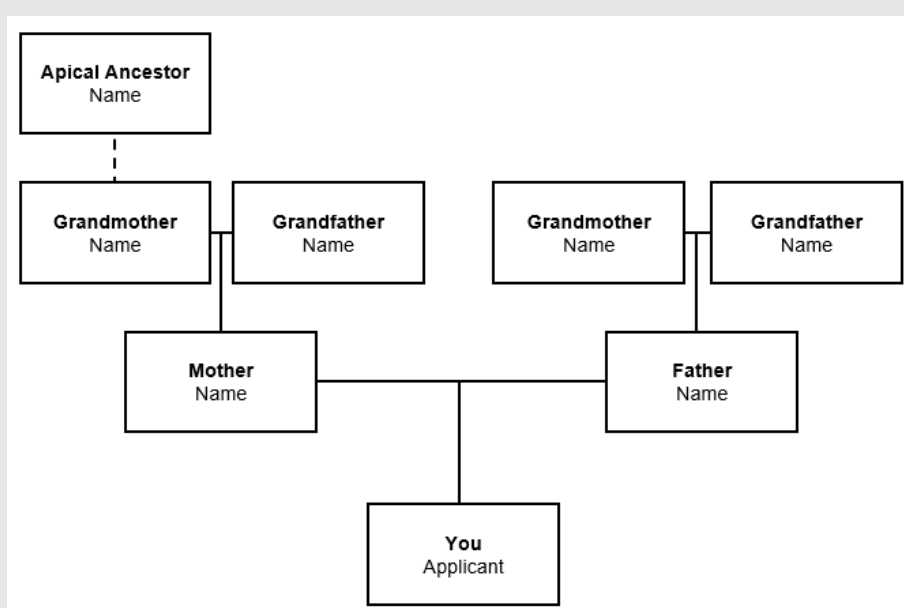 Apical Ancestor
Name
Grandmother
Name
Grandfather
Name
Grandmother
Name
Grandfather
Name
Mother
Name
Father
Name
You
Applicant